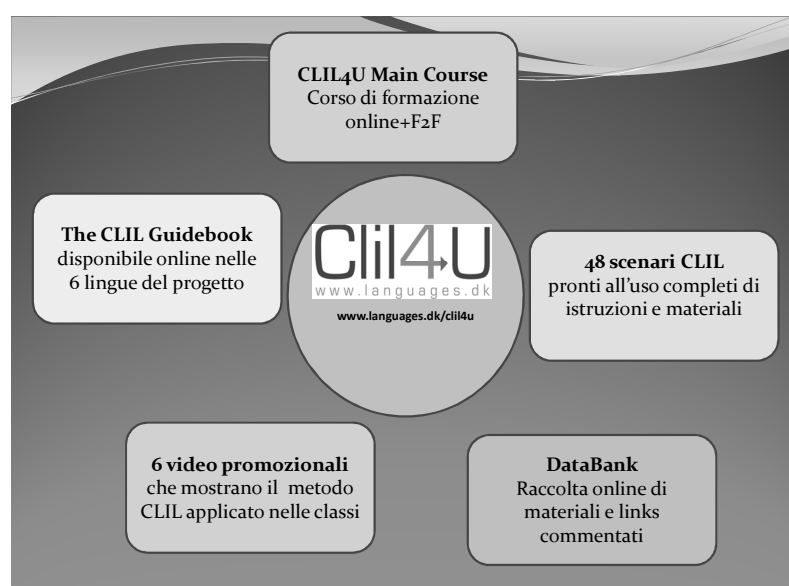 CLIL4U Main Course
Corso di formazione
online+F2F
The CLIL Guidebook
disponibile online nelle
6 lingue del progetto
Clil4U
www.languages.dk
www.languages.dk/clil4u
48 scenari CLIL
pronti all'uso completi di
istruzioni e materiali
6 video promozionali
che mostrano il metodo
CLIL applicato nelle classi
DataBank
Raccolta online di
materiali e links
commentati